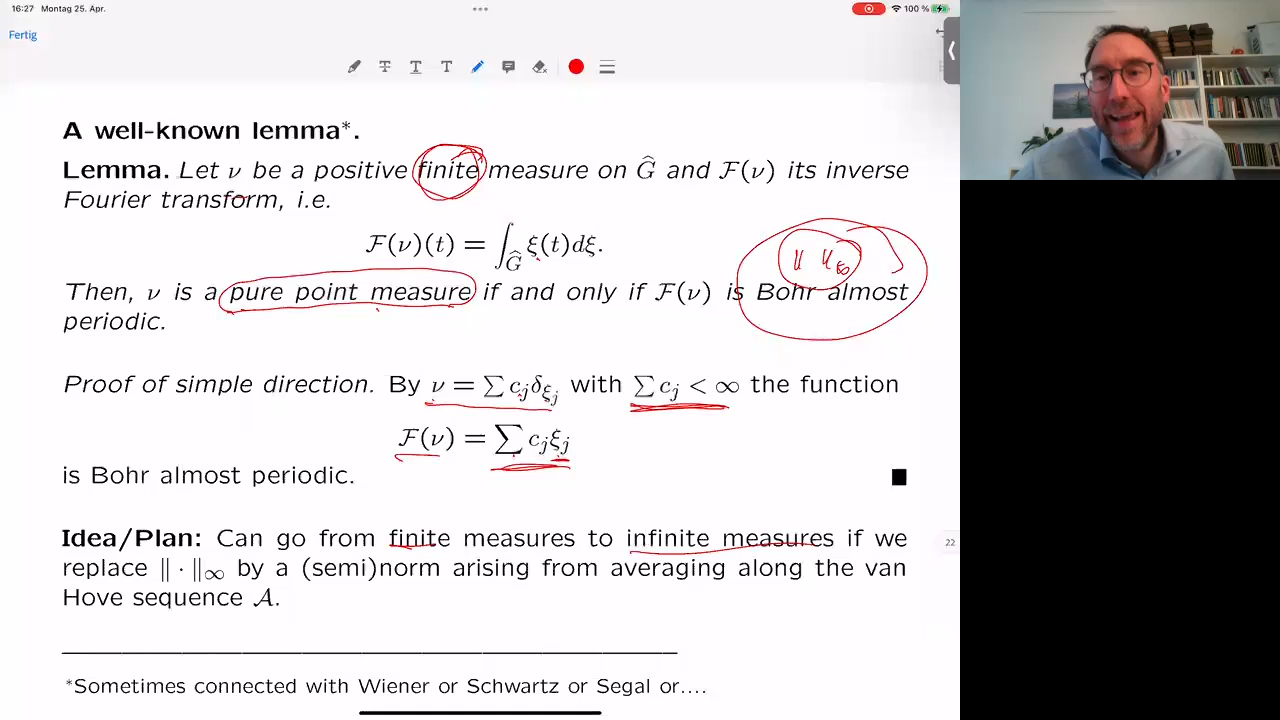 16:27 Montag 25. Apr.
100 %
Fertig
A well-known lemma*.
Lemma. Let ν be a positive finite measure on Ĝ and ℱ(ν) its inverse
Fourier transform, i.e.
ℱ(ν)(t) = ∫_Ĝ ξ(t)dξ.
‖ ‖∞
Then, ν is a pure point measure if and only if ℱ(ν) is Bohr almost
periodic.
Proof of simple direction. By ν = ∑ c_j δ_{ξ_j} with ∑ c_j < ∞ the function
ℱ(ν) = ∑ c_j ξ_j
is Bohr almost periodic. ■
Idea/Plan: Can go from finite measures to infinite measures if we
22
replace ‖ · ‖∞ by a (semi)norm arising from averaging along the van
Hove sequence 𝒜.
*Sometimes connected with Wiener or Schwartz or Segal or....